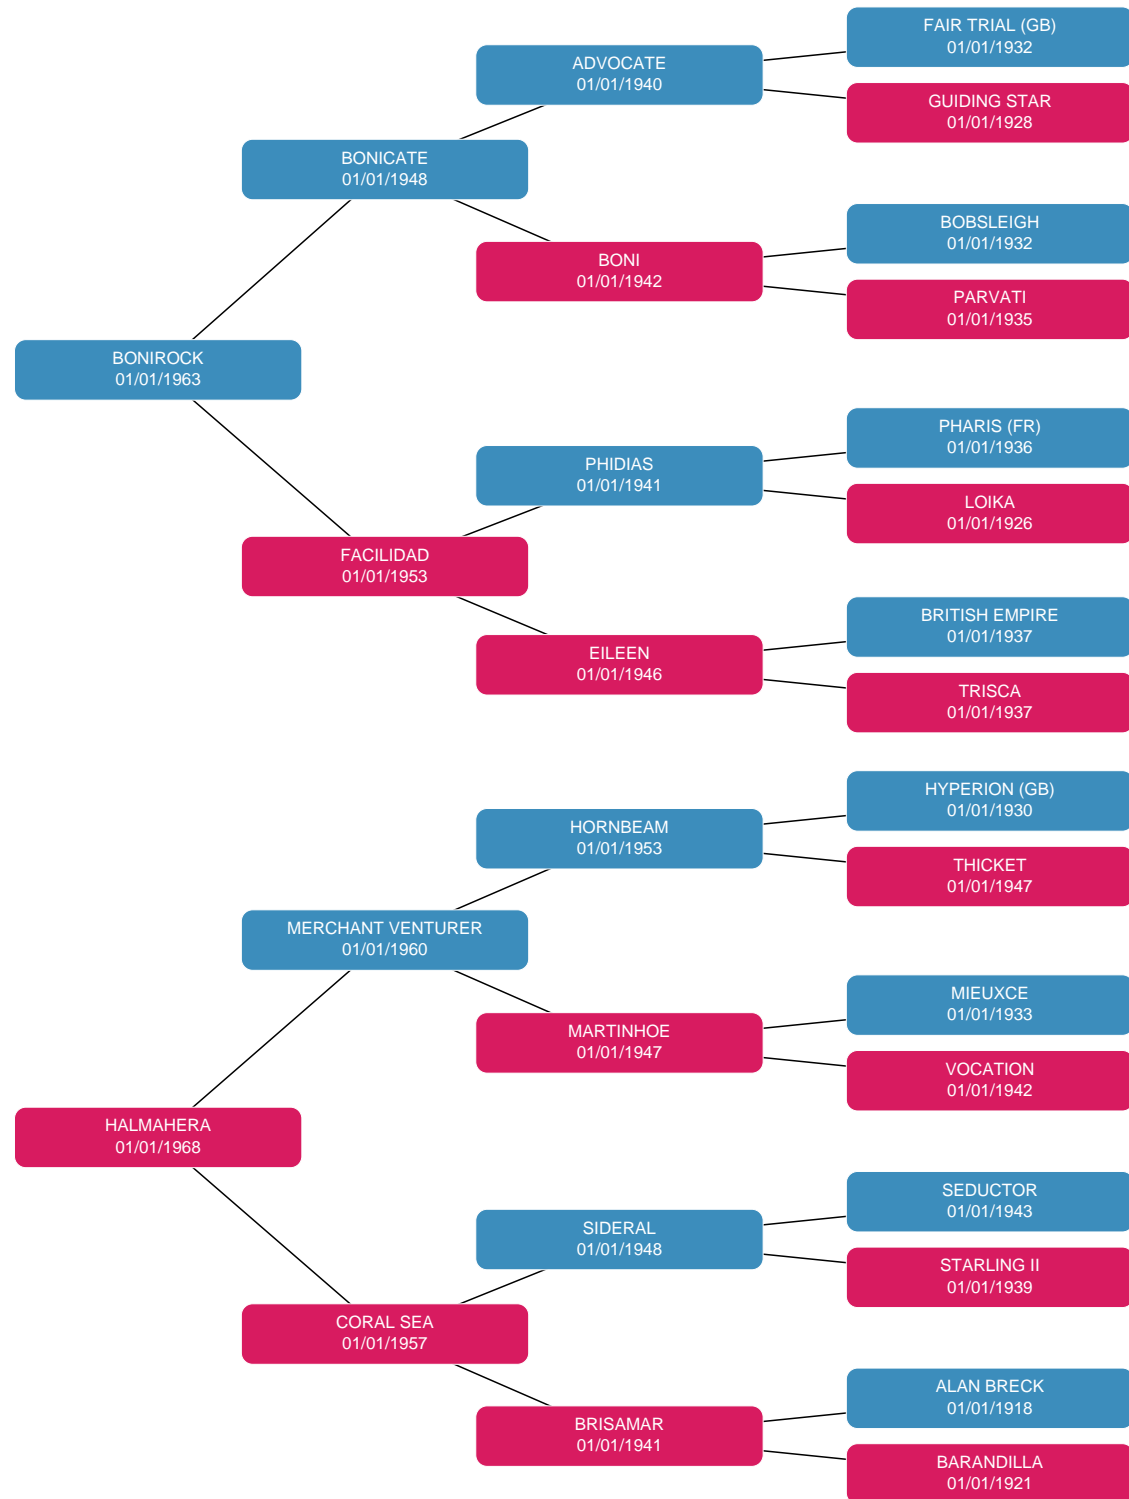 FAIR TRIAL (GB)
01/01/1932
ADVOCATE
01/01/1940
GUIDING STAR
01/01/1928
BONICATE
01/01/1948
BOBSLEIGH
01/01/1932
BONI
01/01/1942
PARVATI
01/01/1935
BONIROCK
01/01/1963
PHARIS (FR)
01/01/1936
PHIDIAS
01/01/1941
LOIKA
01/01/1926
FACILIDAD
01/01/1953
BRITISH EMPIRE
01/01/1937
EILEEN
01/01/1946
TRISCA
01/01/1937
HYPERION (GB)
01/01/1930
HORNBEAM
01/01/1953
THICKET
01/01/1947
MERCHANT VENTURER
01/01/1960
MIEUXCE
01/01/1933
MARTINHOE
01/01/1947
VOCATION
01/01/1942
HALMAHERA
01/01/1968
SEDUCTOR
01/01/1943
SIDERAL
01/01/1948
STARLING II
01/01/1939
CORAL SEA
01/01/1957
ALAN BRECK
01/01/1918
BRISAMAR
01/01/1941
BARANDILLA
01/01/1921